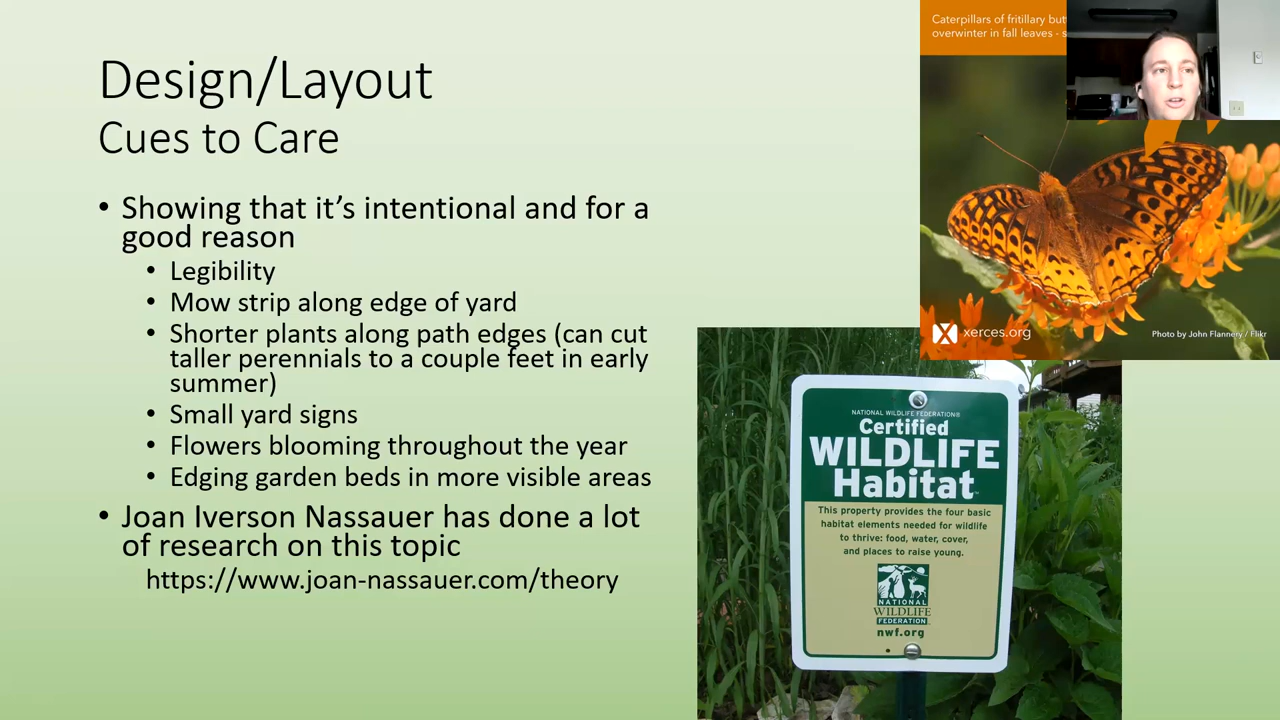 Design/Layout
Cues to Care
• Showing that it's intentional and for a
good reason
• Legibility
• Mow strip along edge of yard
• Shorter plants along path edges (can cut
taller perennials to a couple feet in early
summer)
• Small yard signs
• Flowers blooming throughout the year
• Edging garden beds in more visible areas
• Joan Iverson Nassauer has done a lot
of research on this topic
https://www.joan-nassauer.com/theory
Caterpillars of fritillary
overwinter in fall leaves -
xerces.org
Photo by John Flannery / Flikr
NATIONAL WILDLIFE FEDERATION®
Certified
WILDLIFE
Habitat™
This property provides the four basic
habitat elements needed for wildlife
to thrive: food, water, cover,
and places to raise young.
NATIONAL
WILDLIFE
FEDERATION
nwf.org